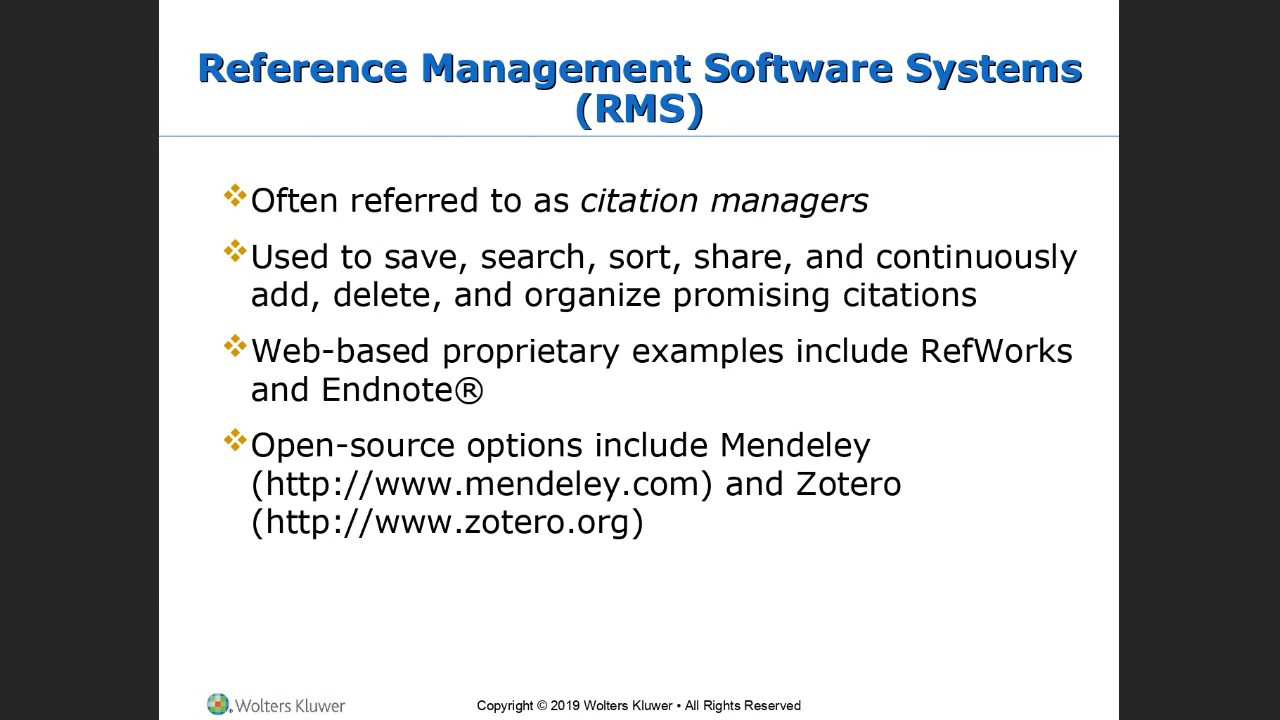 Reference Management Software Systems
(RMS)
Often referred to as citation managers
Used to save, search, sort, share, and continuously
add, delete, and organize promising citations
Web-based proprietary examples include RefWorks
and Endnote®
Open-source options include Mendeley
(http://www.mendeley.com) and Zotero
(http://www.zotero.org)
Wolters Kluwer
Copyright © 2019 Wolters Kluwer • All Rights Reserved